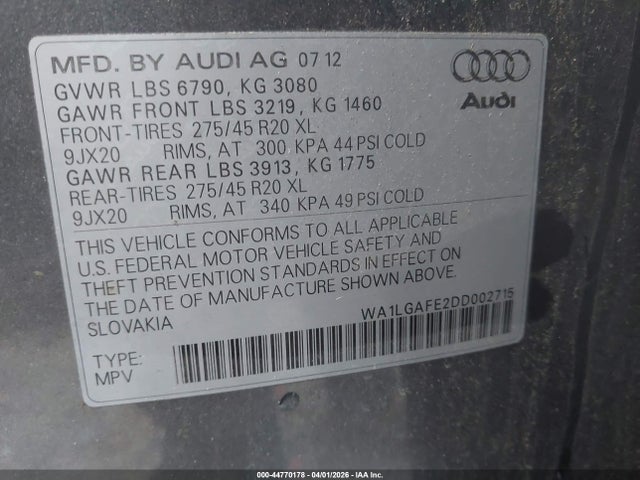 MFD. BY AUDI AG 07 12
GVWR LBS 6790, KG 3080
GAWR FRONT LBS 3219, KG 1460
FRONT-TIRES 275/45 R20 XL
9JX20 RIMS, AT 300 KPA 44 PSI COLD
GAWR REAR LBS 3913, KG 1775
REAR-TIRES 275/45 R20 XL
9JX20 RIMS, AT 340 KPA 49 PSI COLD
Audi
THIS VEHICLE CONFORMS TO ALL APPLICABLE
U.S. FEDERAL MOTOR VEHICLE SAFETY AND
THEFT PREVENTION STANDARDS IN EFFECT ON
THE DATE OF MANUFACTURE SHOWN ABOVE.
SLOVAKIA
WA1LGAFE2DD002715
TYPE:
MPV
000-44770178 - 04/01/2026 - IAA Inc.